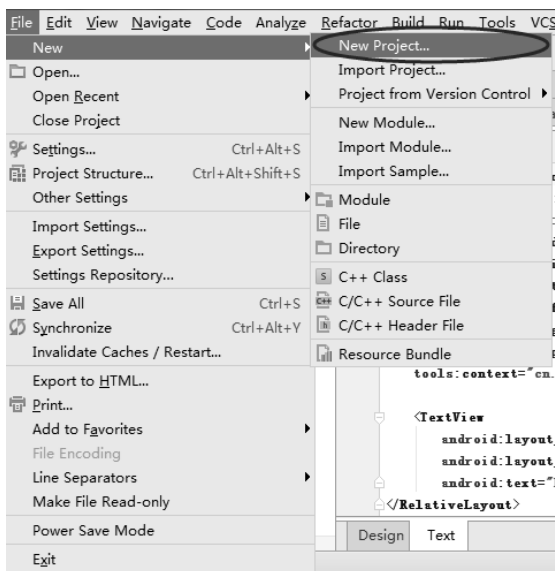 File Edit View Navigate Code Analyze Refactor Build Run Tools VCS
New
Open...
Open Recent
Close Project
Settings... Ctrl+Alt+S
Project Structure... Ctrl+Alt+Shift+S
Other Settings
Import Settings...
Export Settings...
Settings Repository...
Save All Ctrl+S
Synchronize Ctrl+Alt+Y
Invalidate Caches / Restart...
Export to HTML...
Print...
Add to Favorites
File Encoding
Line Separators
Make File Read-only
Power Save Mode
Exit
New Project...
Import Project...
Project from Version Control
New Module...
Import Module...
Import Sample...
Module
File
Directory
C++ Class
C/C++ Source File
C/C++ Header File
Resource Bundle
tools:context="cn.
<TextView
android:layout_
android:layout_
android:text="
</RelativeLayout>
Design Text